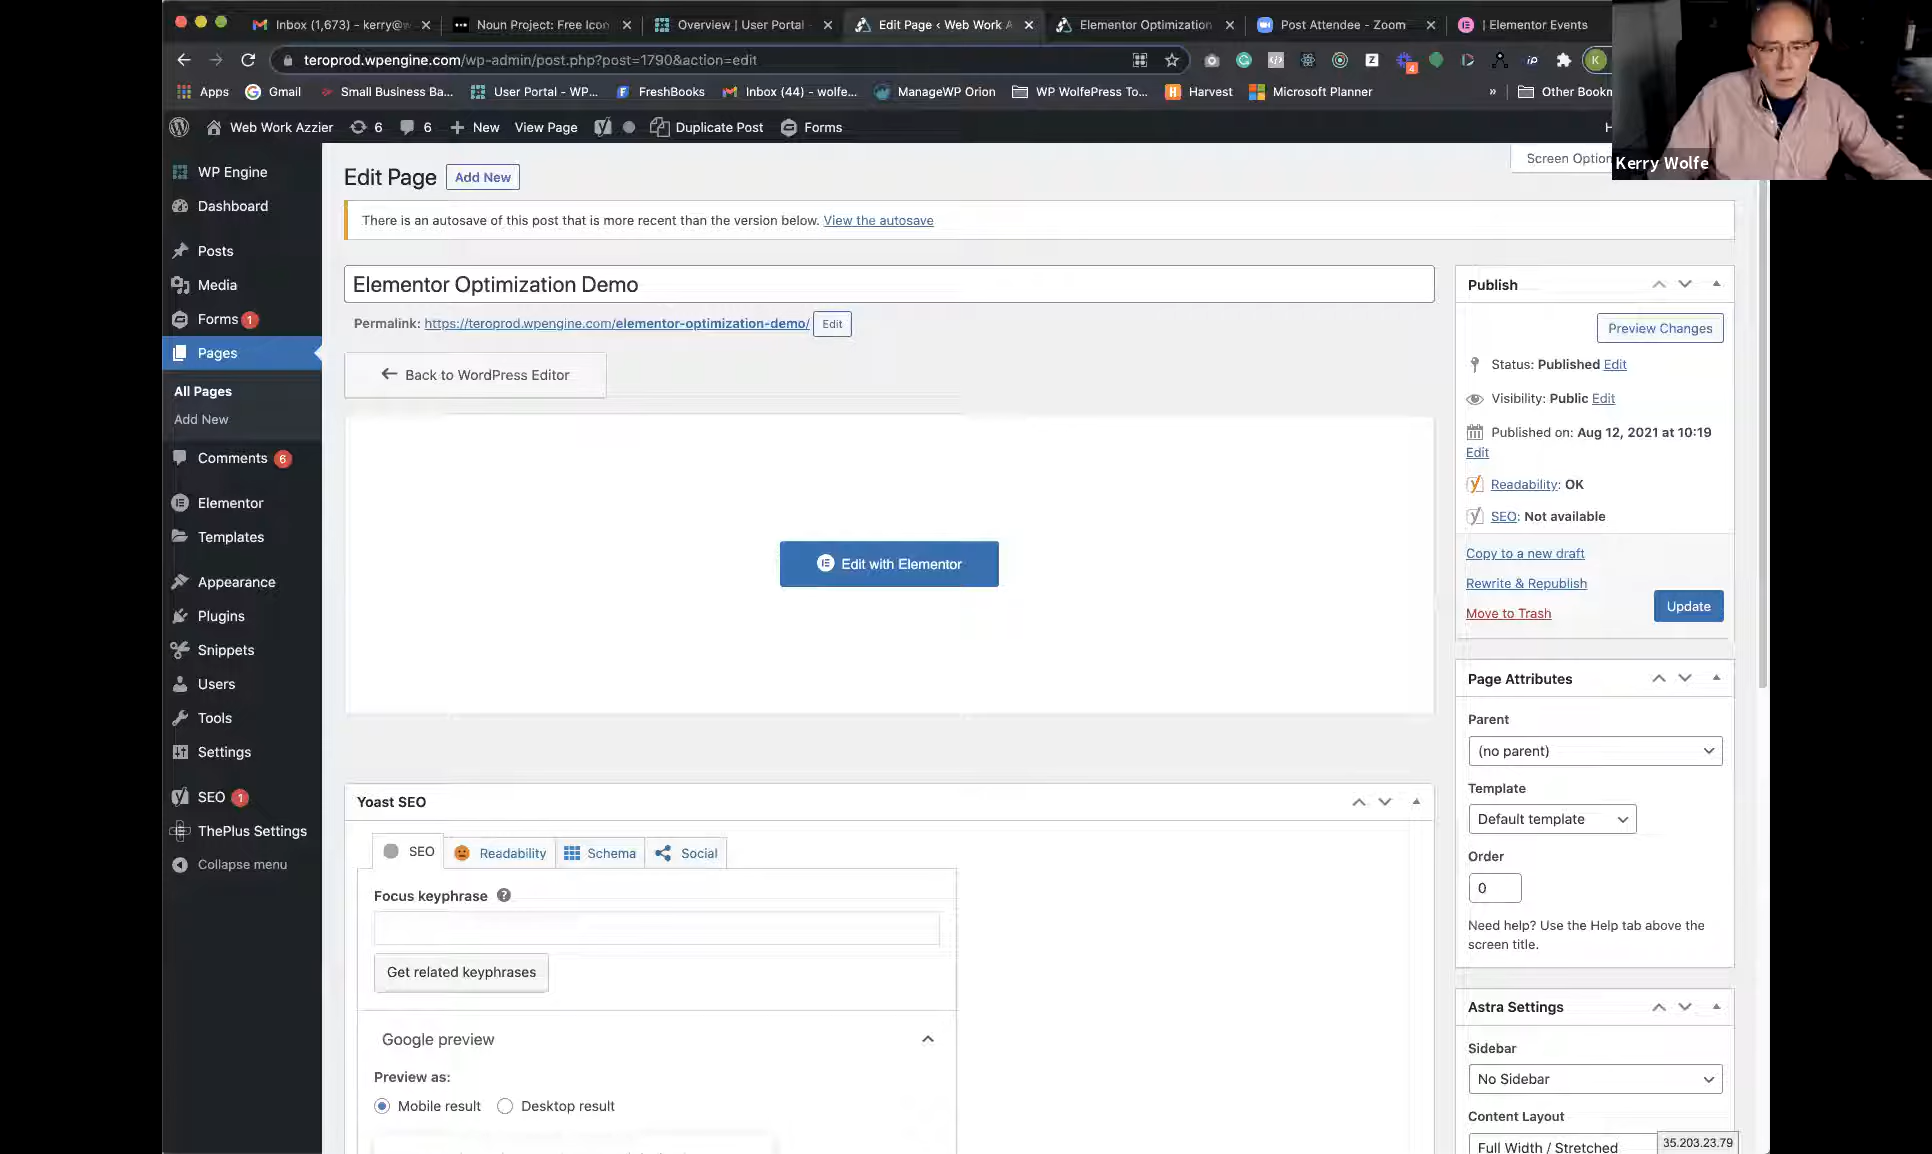 Inbox (1,673) - kerry@w
Noun Project: Free Icon
Overview | User Portal
Edit Page ‹ Web Work A
Elementor Optimization
Post Attendee - Zoom
| Elementor Events
teroprod.wpengine.com/wp-admin/post.php?post=1790&action=edit
Apps
Gmail
Small Business Ba...
User Portal - WP...
FreshBooks
Inbox (44) - wolfe...
ManageWP Orion
WP WolfePress To...
Harvest
Microsoft Planner
»
Other Bookm
Web Work Azzier
6
6
New
View Page
Duplicate Post
Forms
H
Kerry Wolfe
WP Engine
Dashboard
Posts
Media
Forms 1
Pages
All Pages
Add New
Comments 6
Elementor
Templates
Appearance
Plugins
Snippets
Users
Tools
Settings
SEO 1
ThePlus Settings
Collapse menu
Screen Option
Edit Page
Add New
There is an autosave of this post that is more recent than the version below. View the autosave
Elementor Optimization Demo
Permalink: https://teroprod.wpengine.com/elementor-optimization-demo/ Edit
← Back to WordPress Editor
Edit with Elementor
Yoast SEO
SEO
Readability
Schema
Social
Focus keyphrase
Get related keyphrases
Google preview
Preview as:
Mobile result
Desktop result
Publish
Preview Changes
Status: Published Edit
Visibility: Public Edit
Published on: Aug 12, 2021 at 10:19
Edit
Readability: OK
SEO: Not available
Copy to a new draft
Rewrite & Republish
Move to Trash
Update
Page Attributes
Parent
(no parent)
Template
Default template
Order
0
Need help? Use the Help tab above the
screen title.
Astra Settings
Sidebar
No Sidebar
Content Layout
Full Width / Stretched
35.203.23.79